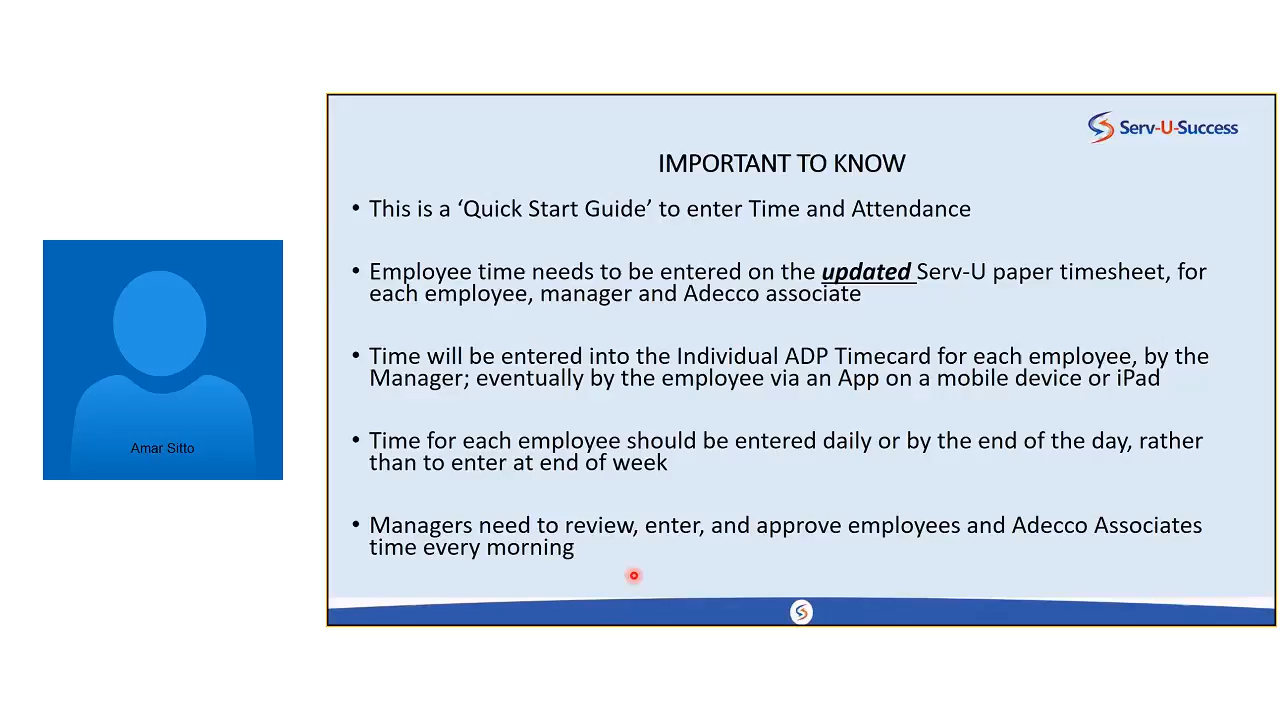 Serv-U-Success
IMPORTANT TO KNOW
• This is a ‘Quick Start Guide’ to enter Time and Attendance
• Employee time needs to be entered on the updated Serv-U paper timesheet, for
each employee, manager and Adecco associate
• Time will be entered into the Individual ADP Timecard for each employee, by the
Manager; eventually by the employee via an App on a mobile device or iPad
• Time for each employee should be entered daily or by the end of the day, rather
than to enter at end of week
• Managers need to review, enter, and approve employees and Adecco Associates
time every morning
Amar Sitto